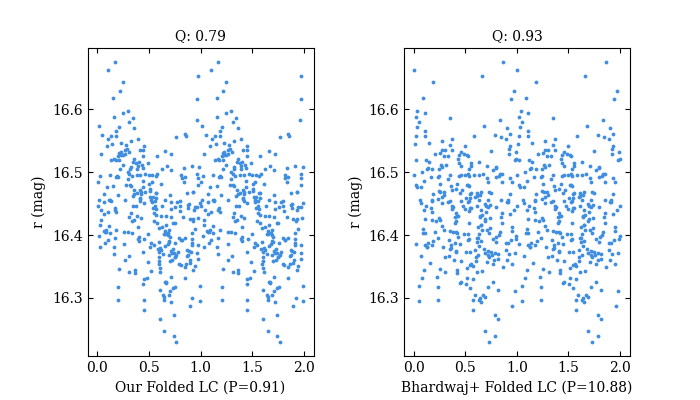 Q: 0.79
r (mag)
16.6
16.5
16.4
16.3
0.0 0.5 1.0 1.5 2.0
Our Folded LC (P=0.91)
Q: 0.93
r (mag)
16.6
16.5
16.4
16.3
0.0 0.5 1.0 1.5 2.0
Bhardwaj+ Folded LC (P=10.88)